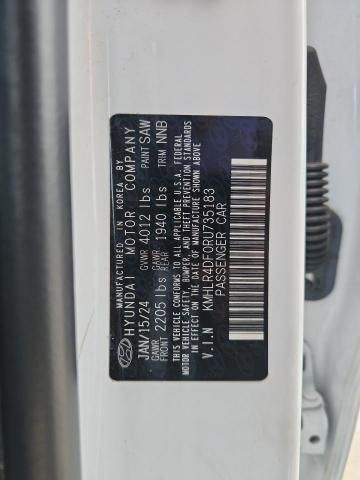 MANUFACTURED IN KOREA BY
HYUNDAI MOTOR COMPANY
JAN/15/24 GVWR 4012 lbs PAINT SAW
GAWR FRONT 2205 lbs GAWR REAR 1940 lbs TRIM NNB
THIS VEHICLE CONFORMS TO ALL APPLICABLE U.S.A. FEDERAL
MOTOR VEHICLE SAFETY, BUMPER, AND THEFT PREVENTION STANDARDS
IN EFFECT ON THE DATE OF MANUFACTURE SHOWN ABOVE.
V.I.N KMHLR4DF0RU735183
PASSENGER CAR